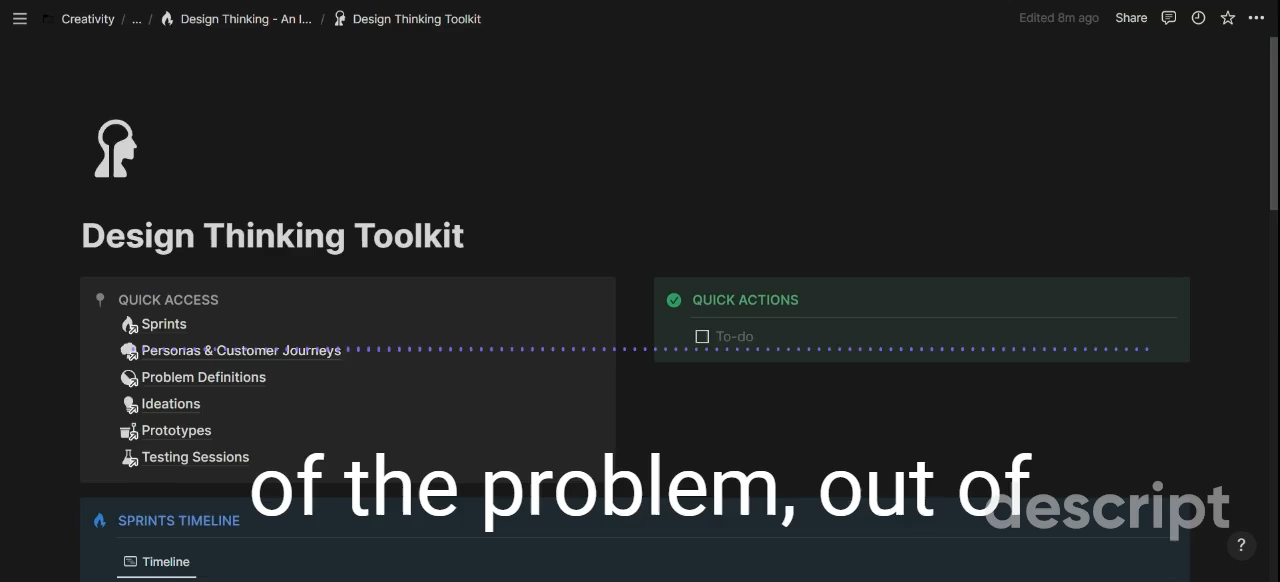 Creativity / ... / Design Thinking - An I... / Design Thinking Toolkit
Edited 8m ago Share
Design Thinking Toolkit
QUICK ACCESS
Sprints
Personas & Customer Journeys
Problem Definitions
Ideations
Prototypes
Testing Sessions
QUICK ACTIONS
To-do
of the problem, out of
descript
SPRINTS TIMELINE
?
Timeline